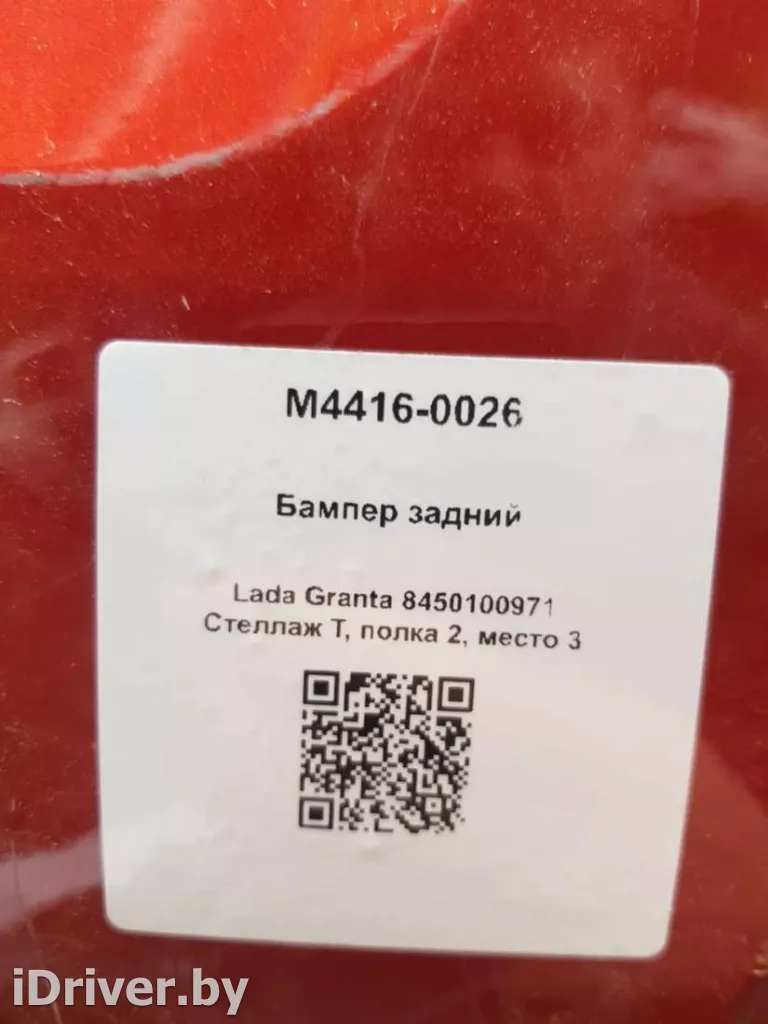 M4416-0026
Бампер задний
Lada Granta 8450100971
Стеллаж Т, полка 2, место 3
iDriver.by